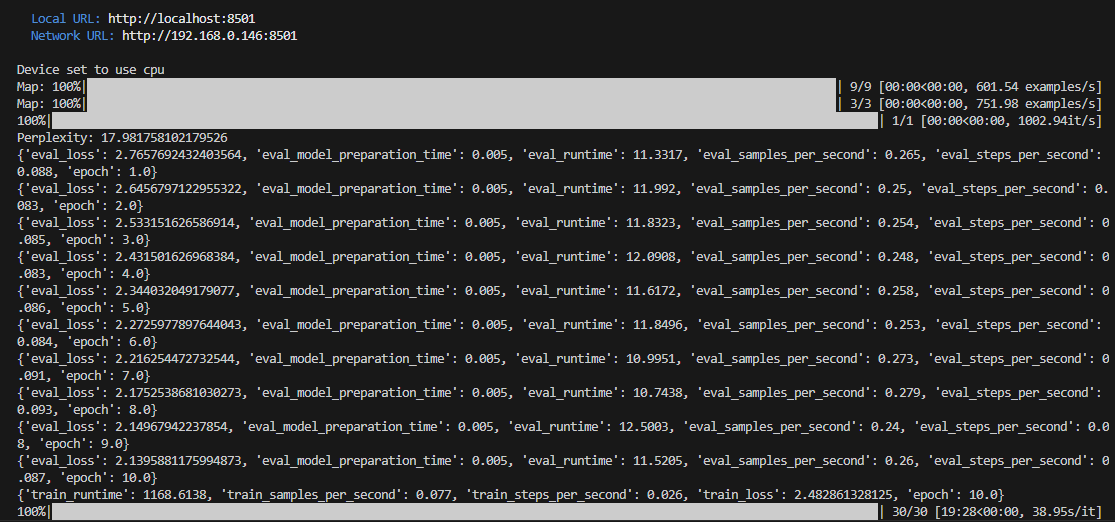 Local URL: http://localhost:8501
Network URL: http://192.168.0.146:8501
Device set to use cpu
Map: 100%| | 9/9 [00:00<00:00, 601.54 examples/s]
Map: 100%| | 3/3 [00:00<00:00, 751.98 examples/s]
100%| | 1/1 [00:00<00:00, 1002.94it/s]
Perplexity: 17.981758102179526
{'eval_loss': 2.7657692432403564, 'eval_model_preparation_time': 0.005, 'eval_runtime': 11.3317, 'eval_samples_per_second': 0.265, 'eval_steps_per_second':
0.088, 'epoch': 1.0}
{'eval_loss': 2.6456797122955322, 'eval_model_preparation_time': 0.005, 'eval_runtime': 11.992, 'eval_samples_per_second': 0.25, 'eval_steps_per_second': 0.
083, 'epoch': 2.0}
{'eval_loss': 2.533151626586914, 'eval_model_preparation_time': 0.005, 'eval_runtime': 11.8323, 'eval_samples_per_second': 0.254, 'eval_steps_per_second': 0
.085, 'epoch': 3.0}
{'eval_loss': 2.431501626968384, 'eval_model_preparation_time': 0.005, 'eval_runtime': 12.0908, 'eval_samples_per_second': 0.248, 'eval_steps_per_second': 0
.083, 'epoch': 4.0}
{'eval_loss': 2.344032049179077, 'eval_model_preparation_time': 0.005, 'eval_runtime': 11.6172, 'eval_samples_per_second': 0.258, 'eval_steps_per_second': 0
.086, 'epoch': 5.0}
{'eval_loss': 2.2725977897644043, 'eval_model_preparation_time': 0.005, 'eval_runtime': 11.8496, 'eval_samples_per_second': 0.253, 'eval_steps_per_second':
0.084, 'epoch': 6.0}
{'eval_loss': 2.216254472732544, 'eval_model_preparation_time': 0.005, 'eval_runtime': 10.9951, 'eval_samples_per_second': 0.273, 'eval_steps_per_second': 0
.091, 'epoch': 7.0}
{'eval_loss': 2.1752538681030273, 'eval_model_preparation_time': 0.005, 'eval_runtime': 10.7438, 'eval_samples_per_second': 0.279, 'eval_steps_per_second':
0.093, 'epoch': 8.0}
{'eval_loss': 2.14967942237854, 'eval_model_preparation_time': 0.005, 'eval_runtime': 12.5003, 'eval_samples_per_second': 0.24, 'eval_steps_per_second': 0.0
8, 'epoch': 9.0}
{'eval_loss': 2.1395881175994873, 'eval_model_preparation_time': 0.005, 'eval_runtime': 11.5205, 'eval_samples_per_second': 0.26, 'eval_steps_per_second': 0
.087, 'epoch': 10.0}
{'train_runtime': 1168.6138, 'train_samples_per_second': 0.077, 'train_steps_per_second': 0.026, 'train_loss': 2.482861328125, 'epoch': 10.0}
100%| | 30/30 [19:28<00:00, 38.95s/it]